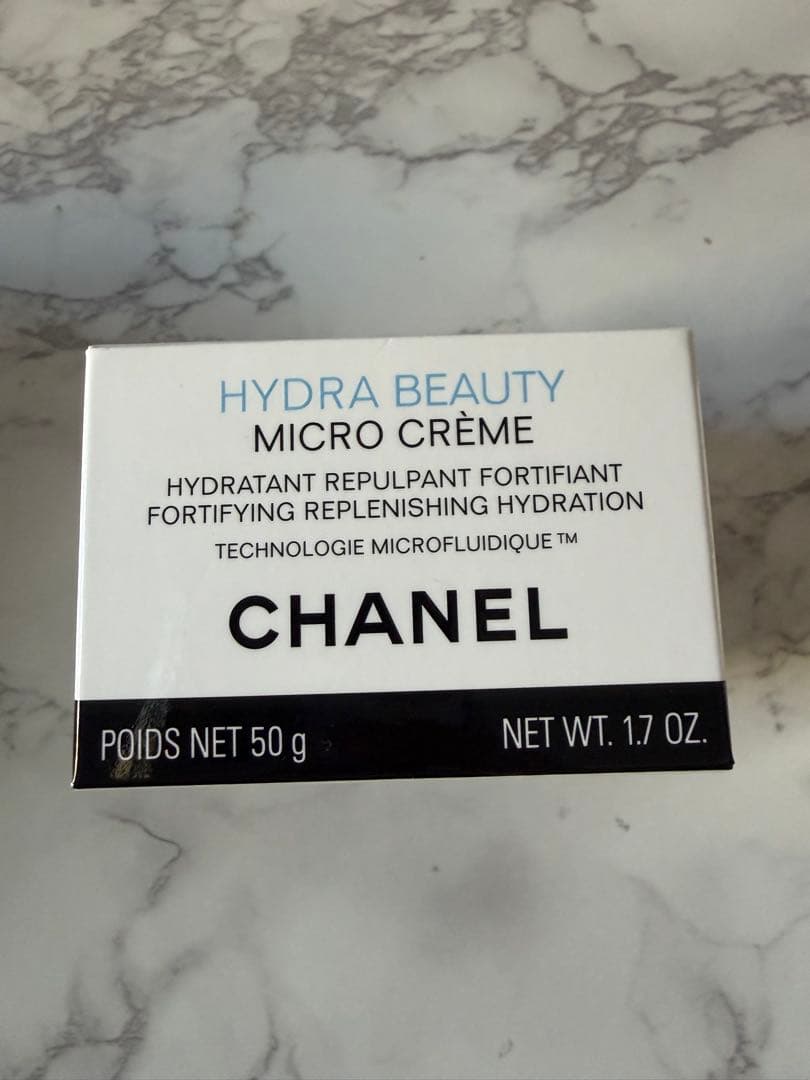 HYDRA BEAUTY
MICRO CRÈME
HYDRATANT REPULPANT FORTIFIANT
FORTIFYING REPLENISHING HYDRATION
TECHNOLOGIE MICROFLUIDIQUE™
CHANEL
POIDS NET 50 g NET WT. 1.7 OZ.